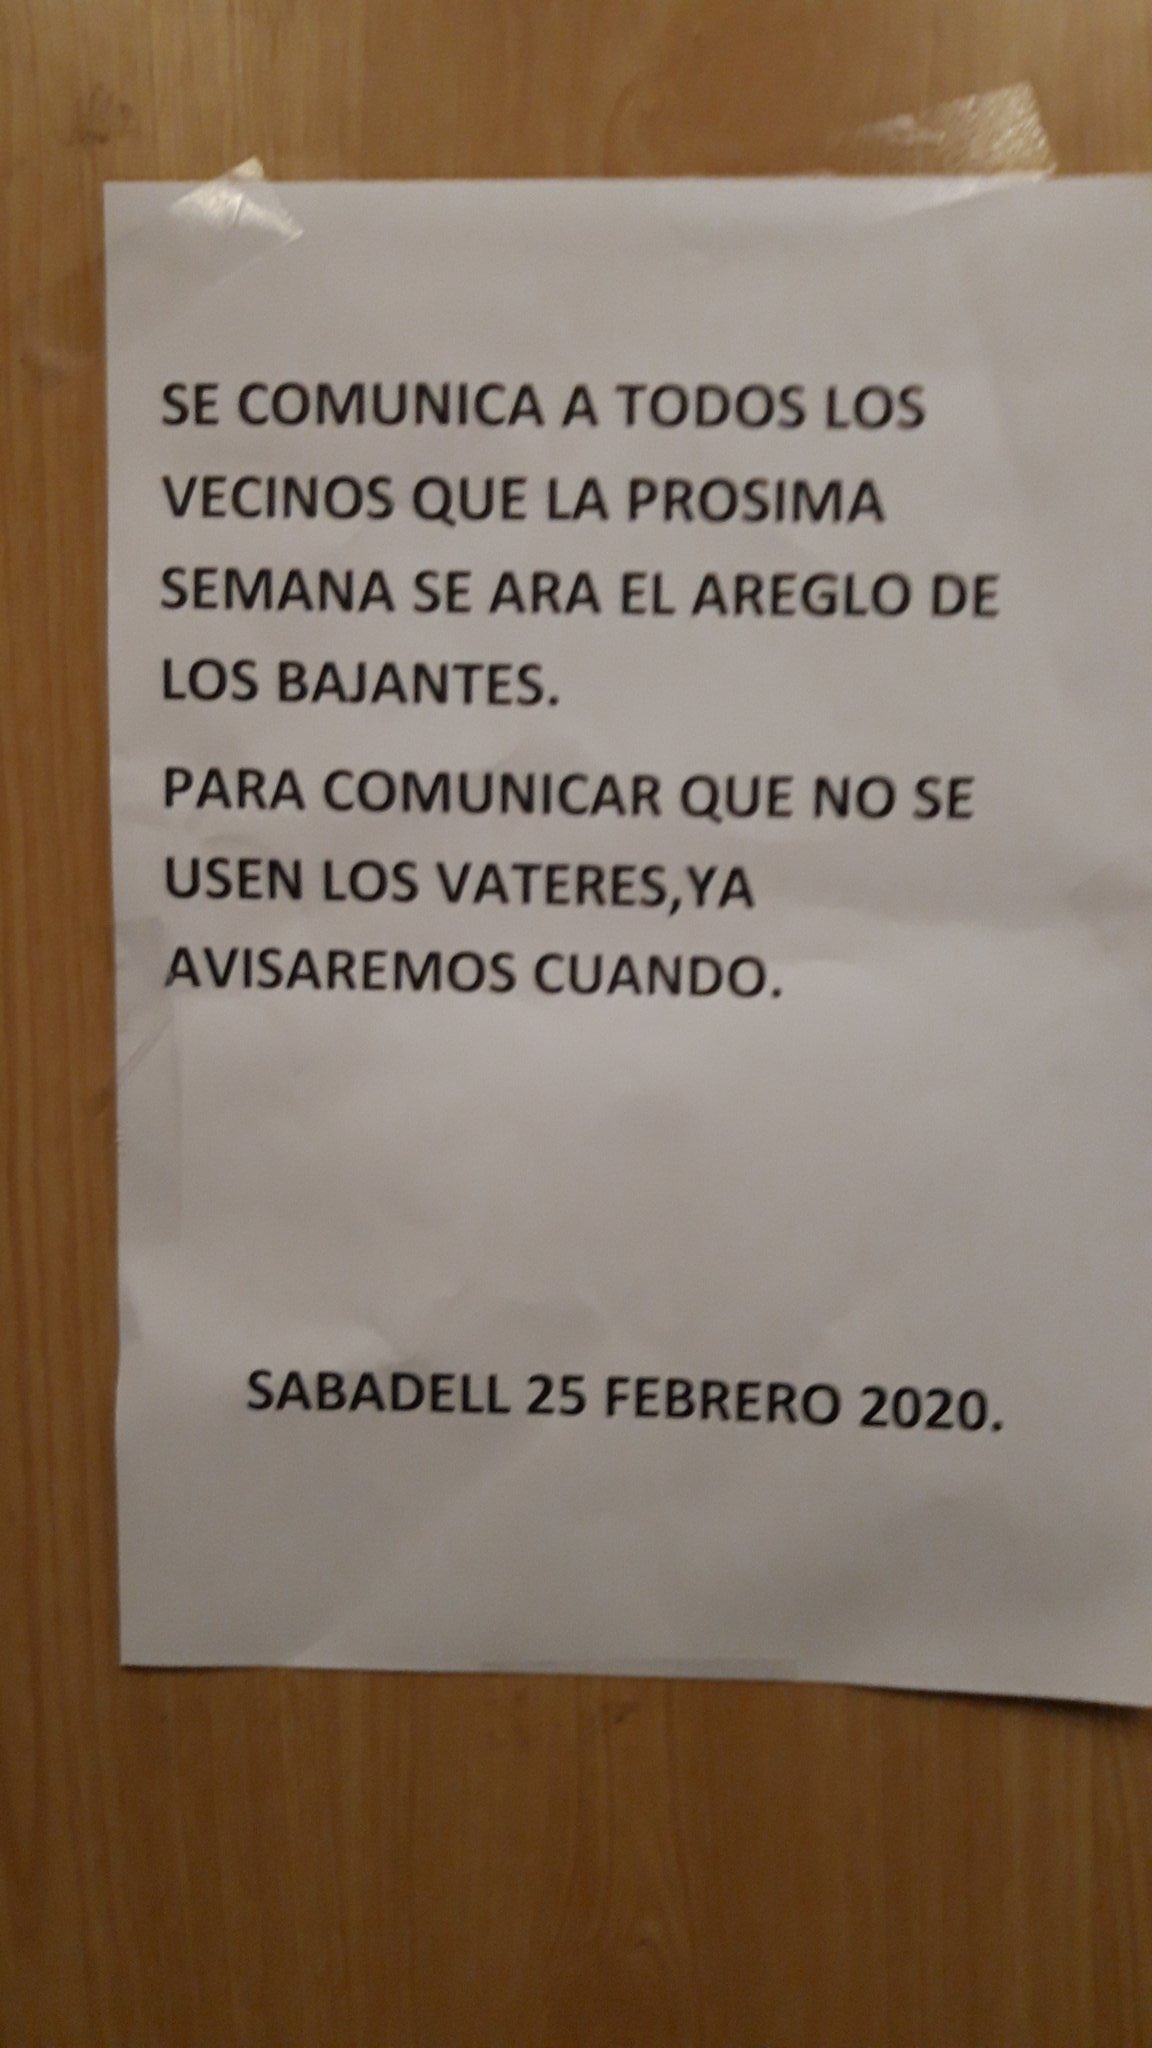 SE COMUNICA A TODOS LOS
VECINOS QUE LA PROSIMA
SEMANA SE ARA EL AREGLO DE
LOS BAJANTES.
PARA COMUNICAR QUE NO SE
USEN LOS VATERES,YA
AVISAREMOS CUANDO.
SABADELL 25 FEBRERO 2020.